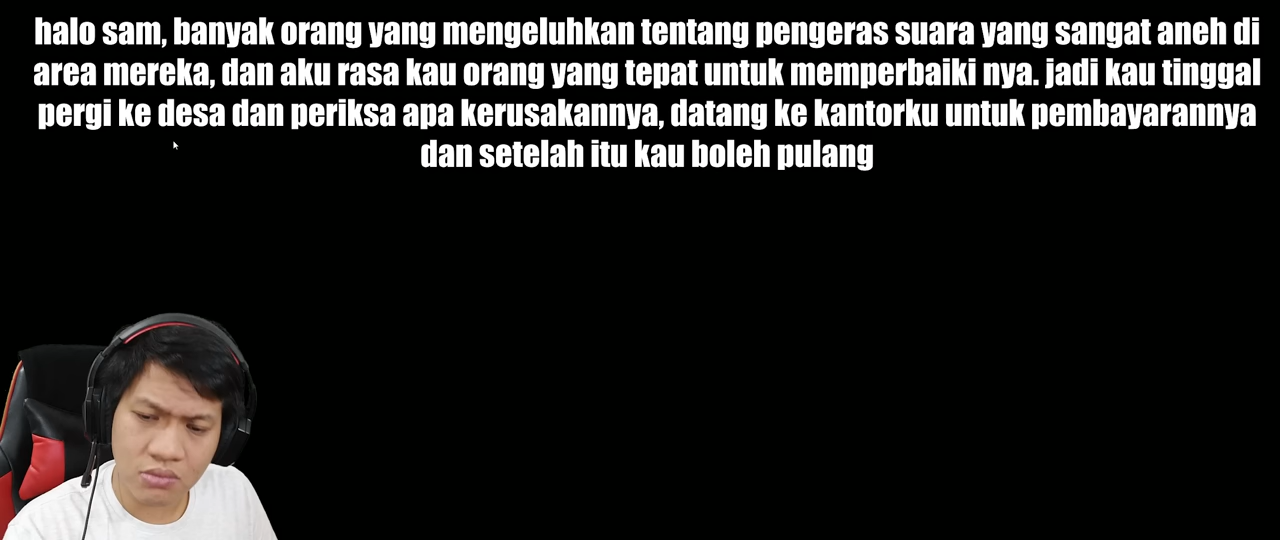 halo sam, banyak orang yang mengeluhkan tentang pengeras suara yang sangat aneh di
area mereka, dan aku rasa kau orang yang tepat untuk memperbaiki nya. jadi kau tinggal
pergi ke desa dan periksa apa kerusakannya, datang ke kantorku untuk pembayarannya
dan setelah itu kau boleh pulang